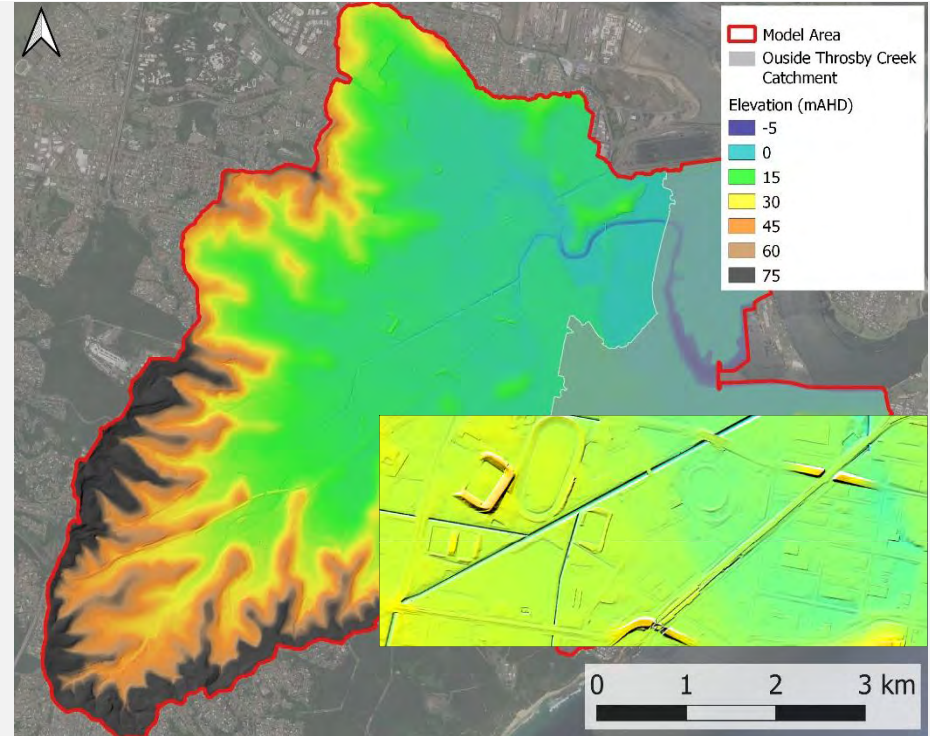 Model Area
Ouside Throsby Creek
Catchment
Elevation (mAHD)
-5
0
15
30
45
60
75
0 1 2 3 km